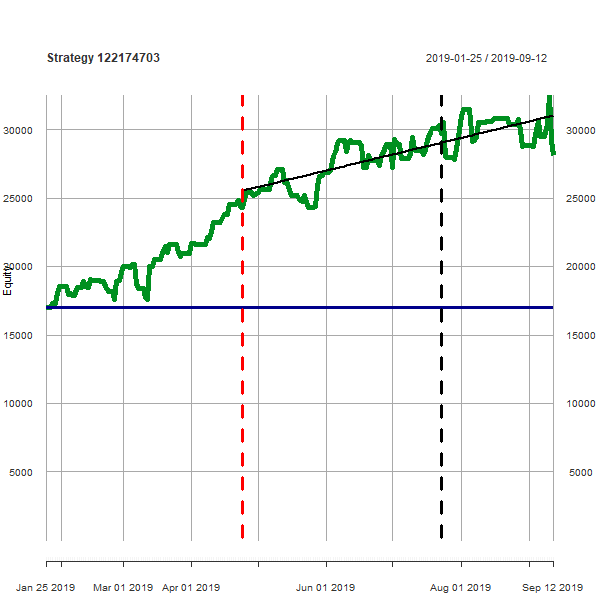 Strategy 122174703 2019-01-25 / 2019-09-12
30000 30000
25000 25000
20000 20000
Equity
15000 15000
10000 10000
5000 5000
Jan 25 2019 Mar 01 2019 Apr 01 2019 Jun 01 2019 Aug 01 2019 Sep 12 2019